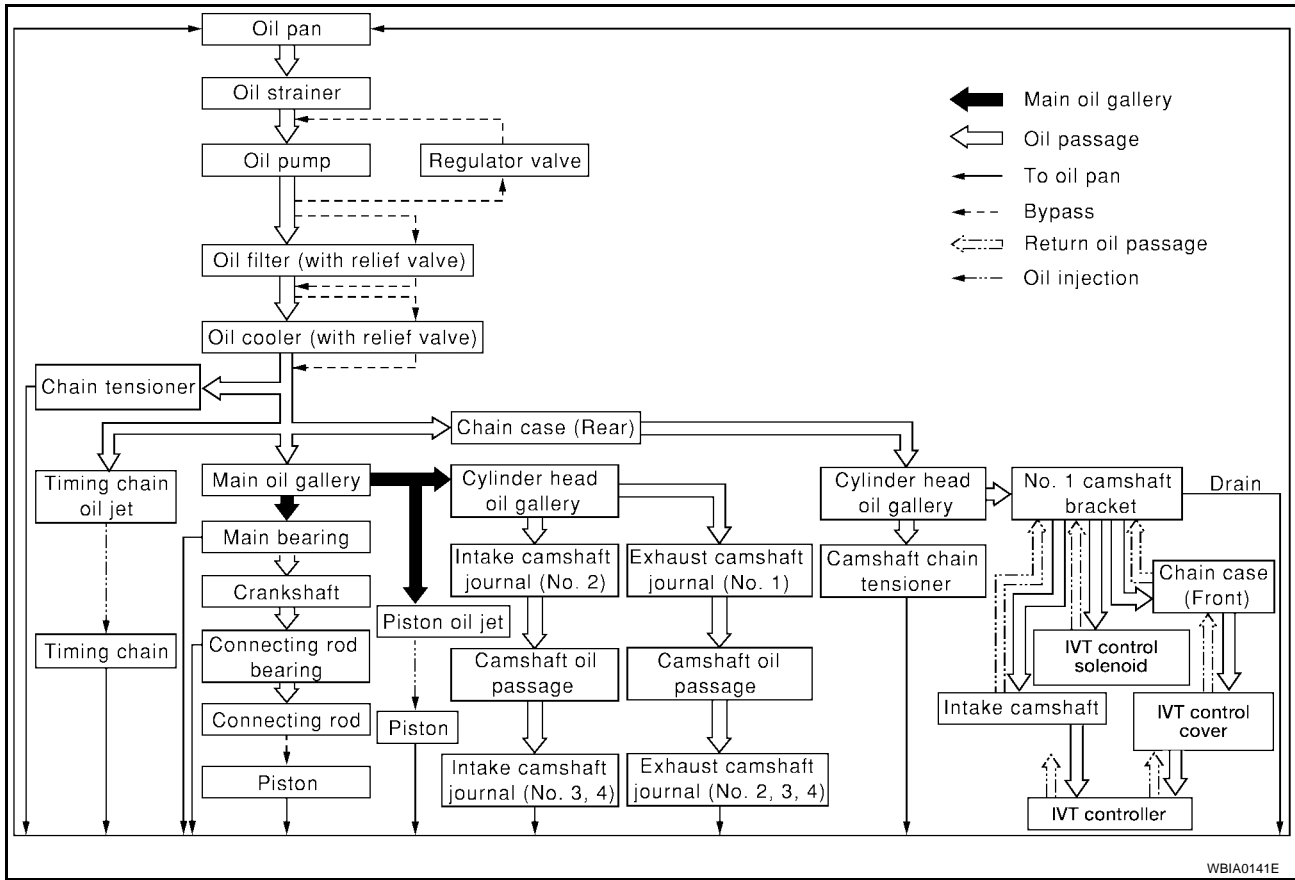 Oil pan
Oil strainer
Oil pump
Regulator valve
Oil filter (with relief valve)
Oil cooler (with relief valve)
Main oil gallery
Oil passage
To oil pan
Bypass
Return oil passage
Oil injection
Chain tensioner
Chain case (Rear)
Timing chain
oil jet
Main oil gallery
Cylinder head
oil gallery
Cylinder head
oil gallery
No. 1 camshaft
bracket
Drain
Main bearing
Intake camshaft
journal (No. 2)
Exhaust camshaft
journal (No. 1)
Camshaft chain
tensioner
Chain case
(Front)
Crankshaft
Piston oil jet
Timing chain
Connecting rod
bearing
Camshaft oil
passage
Camshaft oil
passage
IVT control
solenoid
Intake camshaft
IVT control
cover
Connecting rod
Piston
Piston
Intake camshaft
journal (No. 3, 4)
Exhaust camshaft
journal (No. 2, 3, 4)
IVT controller
WBIA0141E